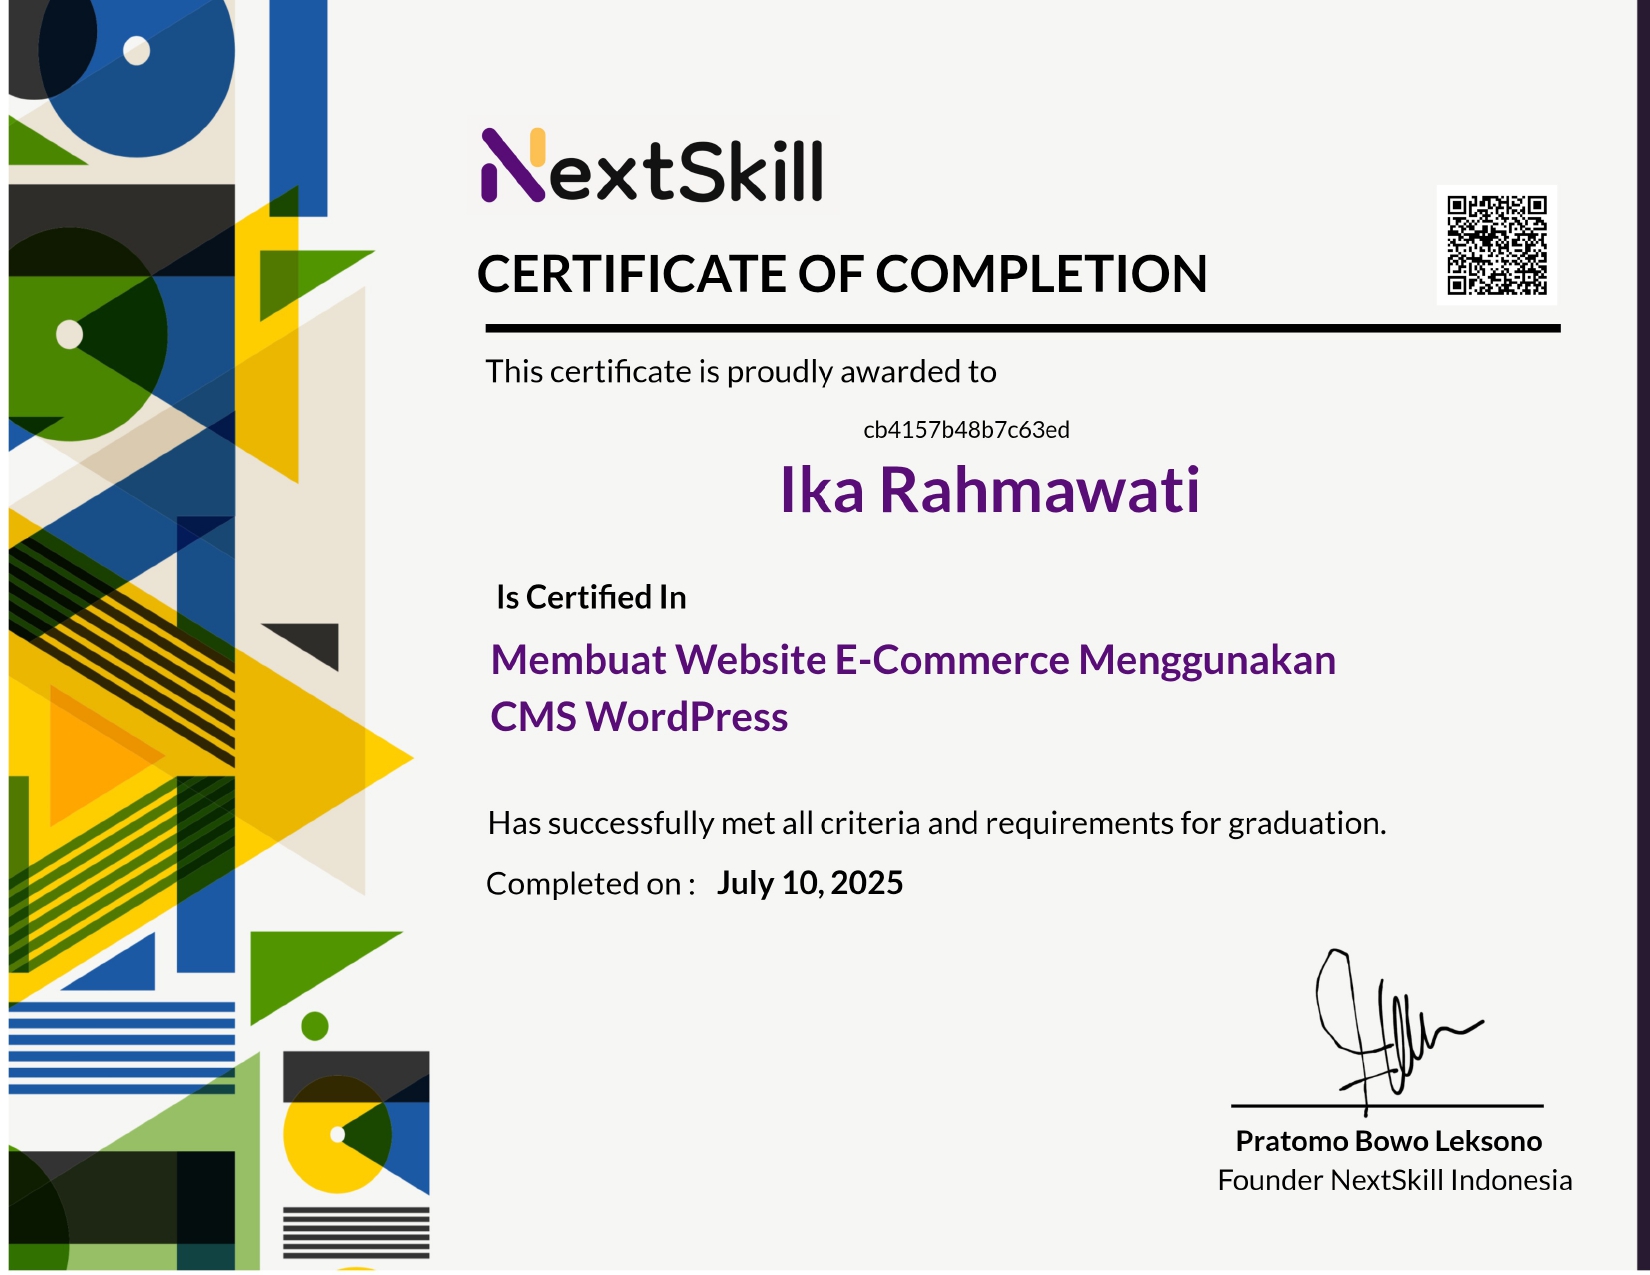 NextSkill
CERTIFICATE OF COMPLETION
This certificate is proudly awarded to
cb4157b48b7c63ed
Ika Rahmawati
Is Certified In
Membuat Website E-Commerce Menggunakan
CMS WordPress
Has successfully met all criteria and requirements for graduation.
Completed on : July 10, 2025
Pratomo Bowo Leksono
Founder NextSkill Indonesia